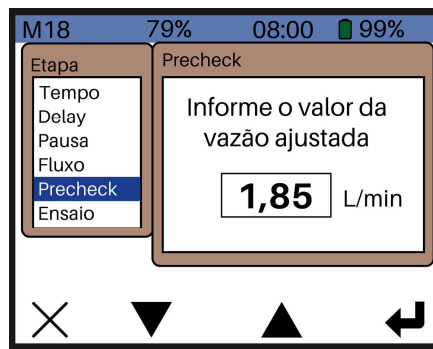 M18 79% 08:00 99%
Etapa
Tempo
Delay
Pausa
Fluxo
Precheck
Ensaio
Precheck
Informe o valor da
vazão ajustada
1,85 L/min